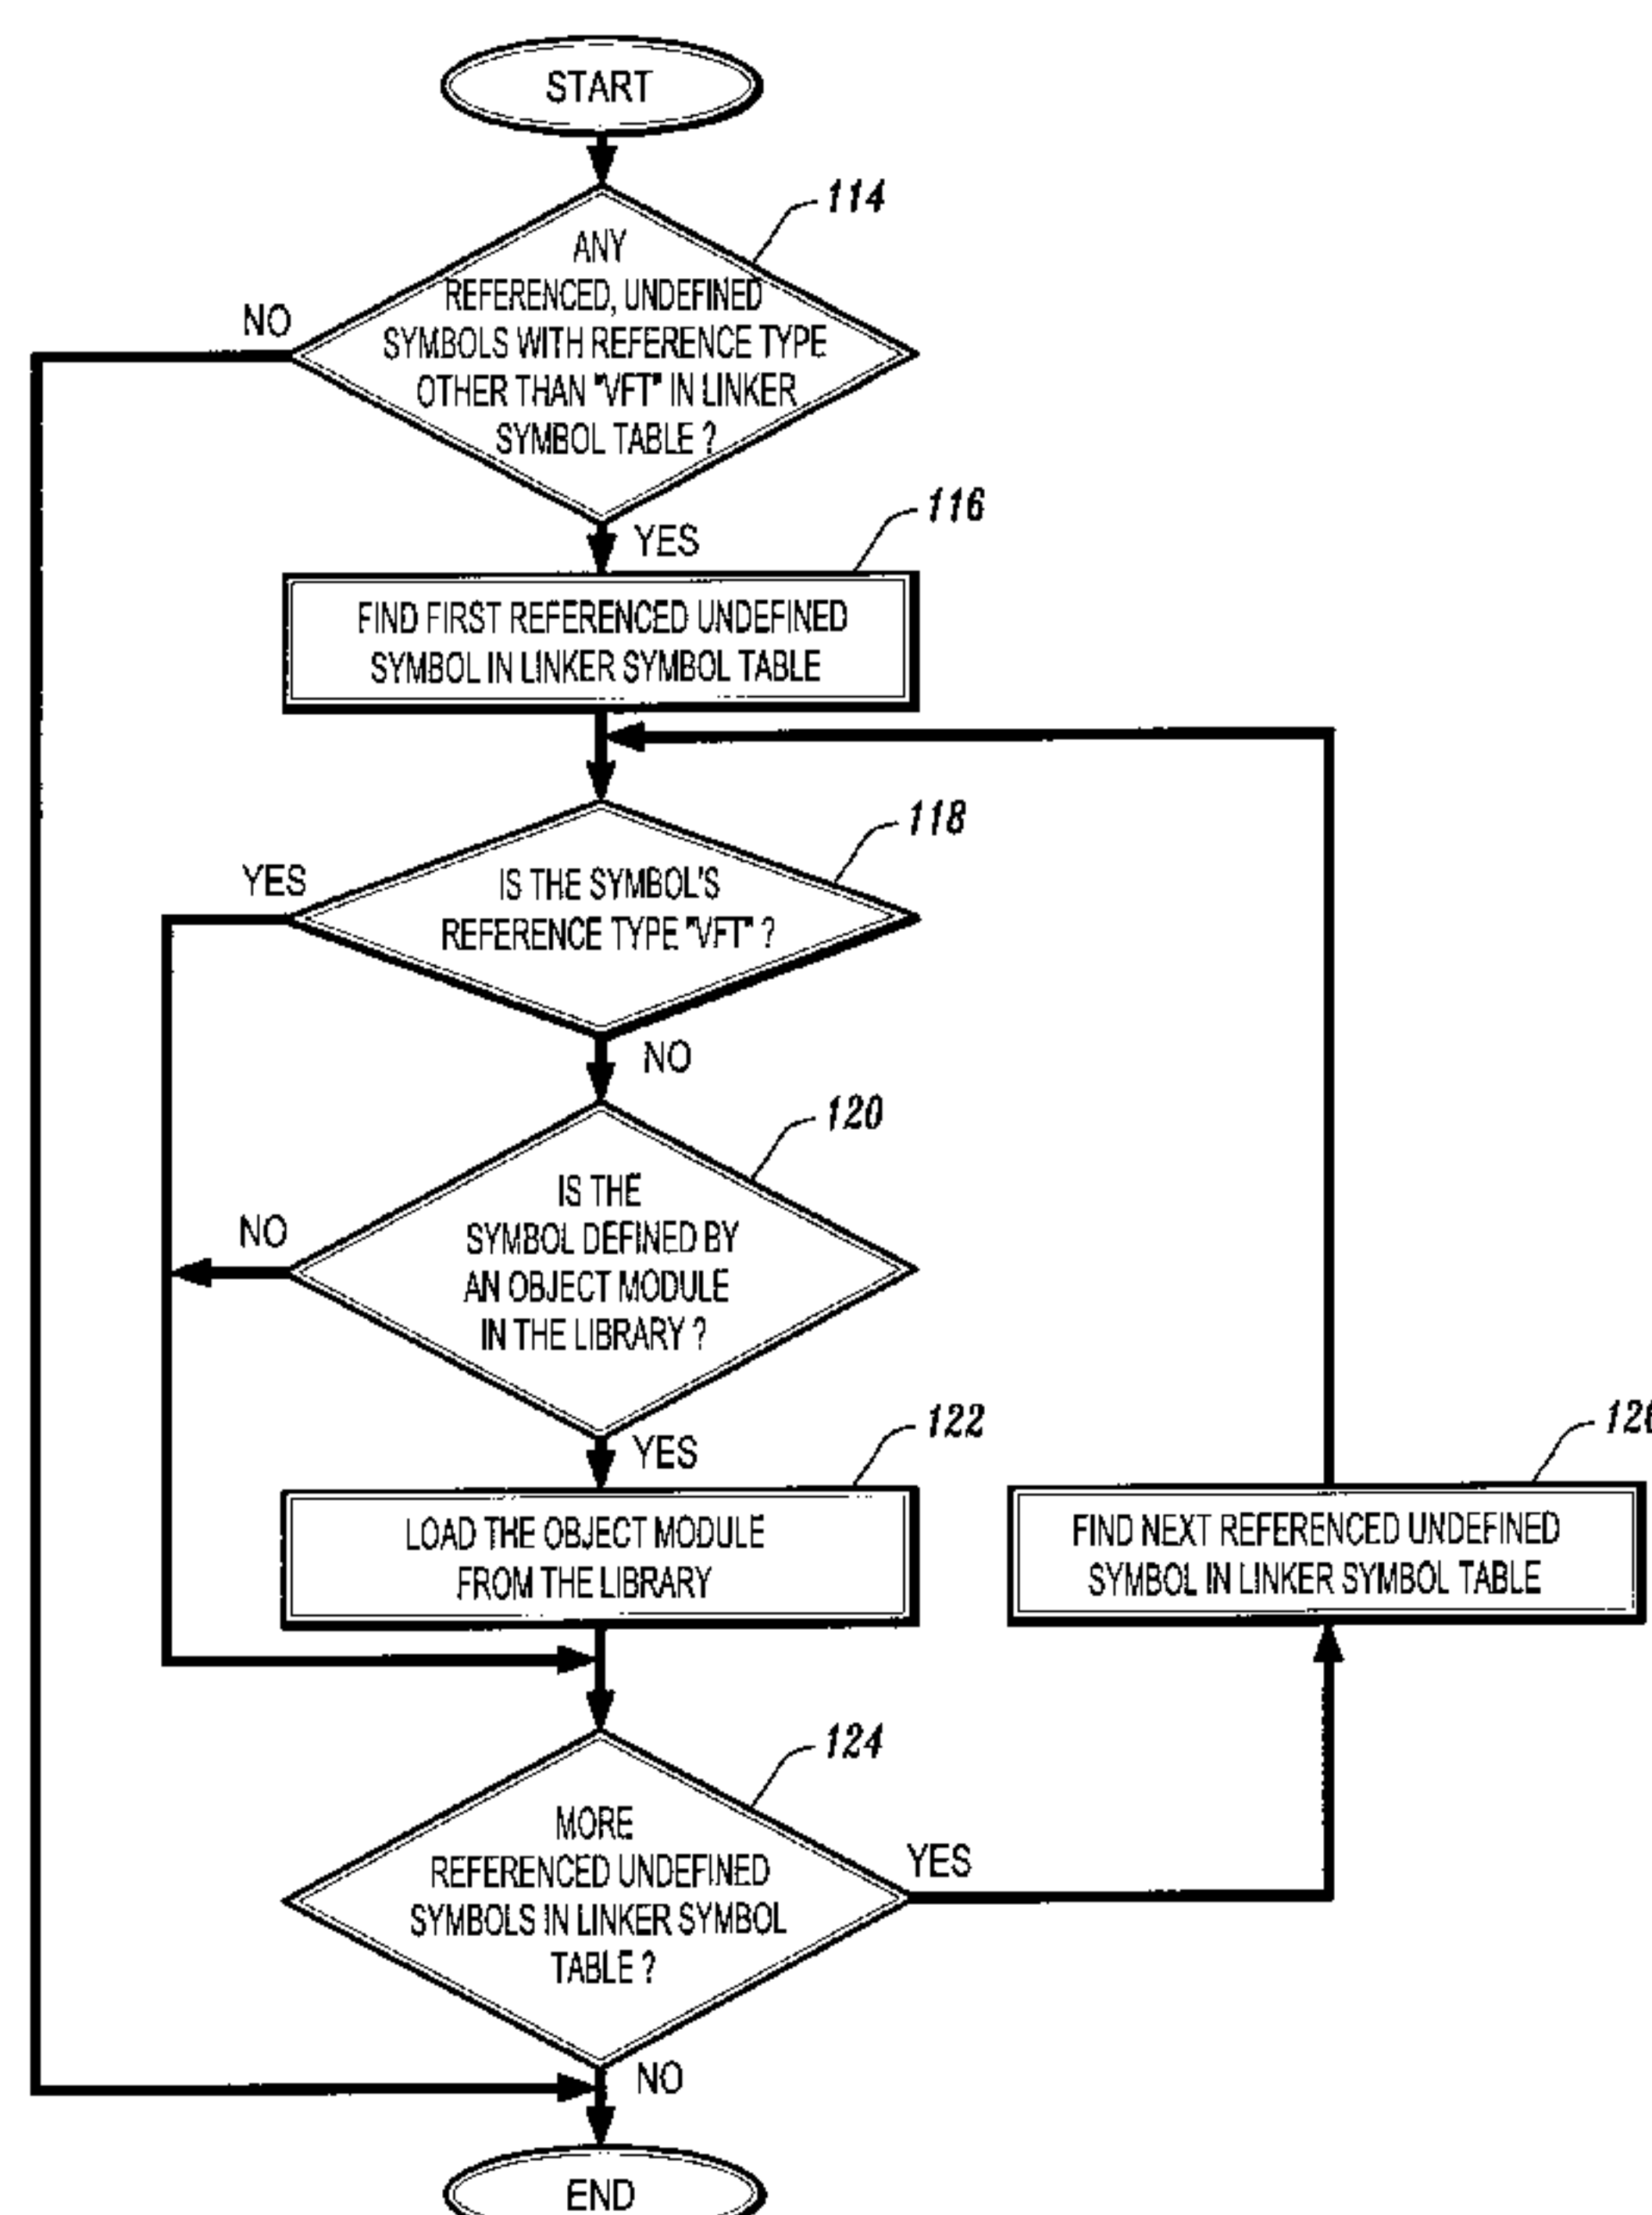 START
114
ANY
REFERENCED, UNDEFINED
SYMBOLS WITH REFERENCE TYPE
OTHER THAN "VFT" IN LINKER
SYMBOL TABLE ?
NO
YES
116
FIND FIRST REFERENCED UNDEFINED
SYMBOL IN LINKER SYMBOL TABLE
118
IS THE SYMBOL'S
REFERENCE TYPE "VFT" ?
YES
NO
120
IS THE
SYMBOL DEFINED BY
AN OBJECT MODULE
IN THE LIBRARY ?
NO
YES
122
LOAD THE OBJECT MODULE
FROM THE LIBRARY
FIND NEXT REFERENCED UNDEFINED
SYMBOL IN LINKER SYMBOL TABLE
124
MORE
REFERENCED UNDEFINED
SYMBOLS IN LINKER SYMBOL
TABLE ?
YES
NO
END